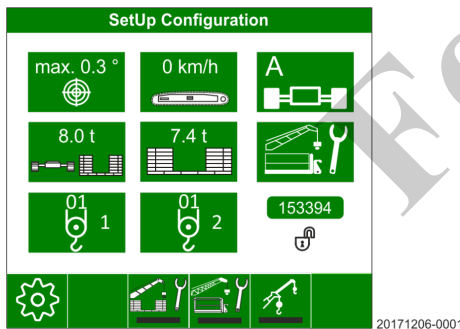 SetUp Configuration
max. 0.3 °
0 km/h
A
8.0 t
7.4 t
01
1
01
2
153394
20171206-0001